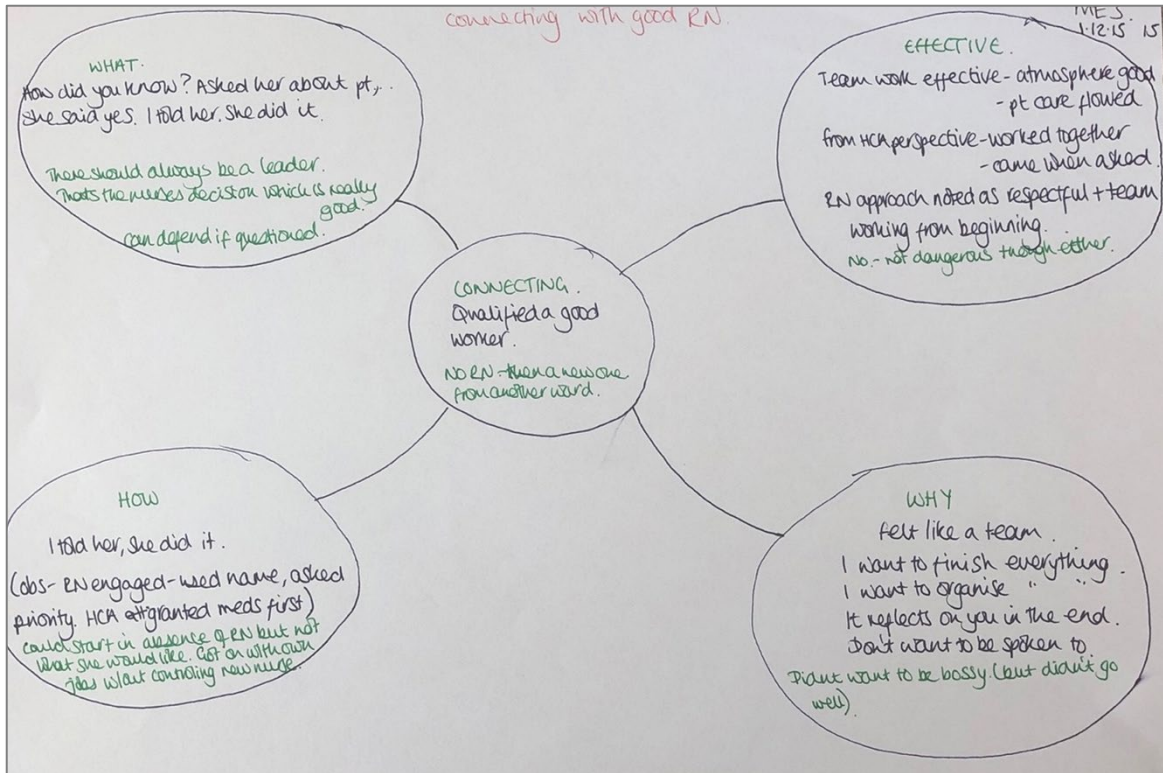 connecting with good RN.
MES.
1.12.15 15
WHAT.
How did you know? Asked her about pt,
she said yes. I told her. She did it.
There should always be a leader.
Thats the nurses decision which is really
good.
can defend if questioned.
EFFECTIVE.
Team work effective - atmosphere good
- pt care flowed
from HCA perspective - worked together
- came when asked.
RN approach noted as respectful + team
working from beginning.
No. - not dangerous though either.
CONNECTING.
Qualified a good
worker.
NO RN - then a new one
from another ward.
HOW
I told her, she did it.
(obs - RN engaged - used name, asked
priority. HCA granted meds first)
could start in absence of RN but not
what she would like. Got on with own
jobs w/out controling new nurse.
WHY
felt like a team.
I want to finish everything.
I want to organise " "
It reflects on you in the end.
Don't want to be spoken to.
Didnt want to be bossy. (but didn't go
well).